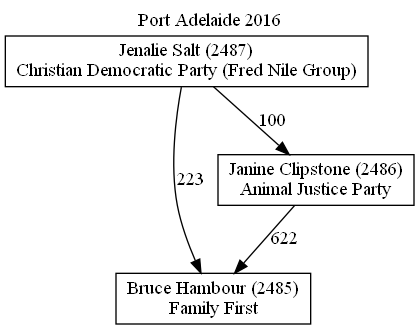 Port Adelaide 2016
Jenalie Salt (2487)
Christian Democratic Party (Fred Nile Group)
100
Janine Clipstone (2486)
Animal Justice Party
223
622
Bruce Hambour (2485)
Family First